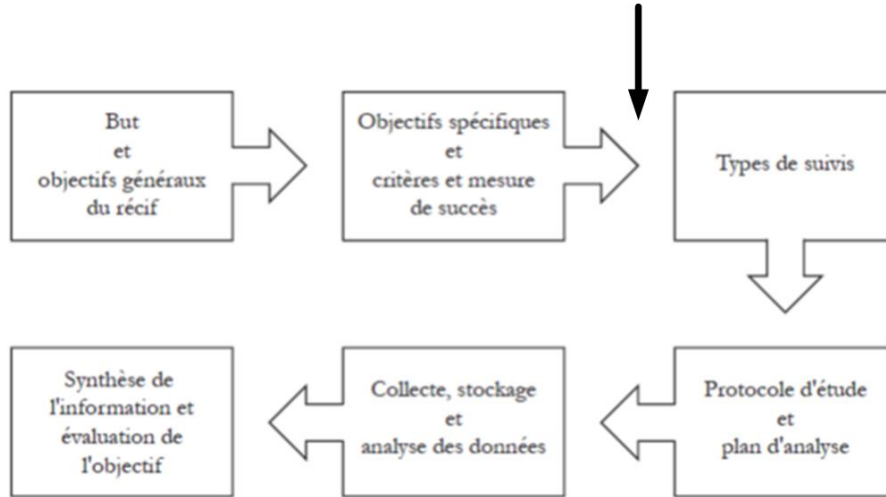 But
et
objectifs généraux
du récif
Objectifs spécifiques
et
critères et mesure
de succès
Types de suivis
Protocole d'étude
et
plan d'analyse
Collecte, stockage
et
analyse des données
Synthèse de
l'information et
évaluation de
l'objectif